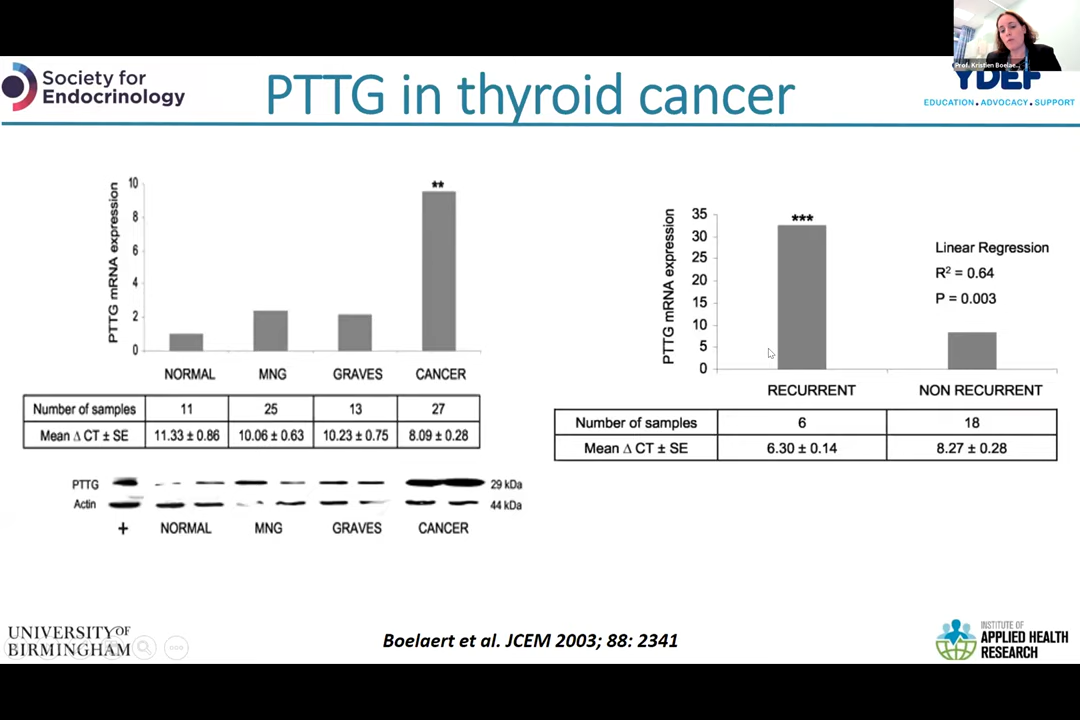 Prof. Kristien Boelae...
Society for
Endocrinology
PTTG in thyroid cancer
YDEF
EDUCATION. ADVOCACY. SUPPORT
PTTG mRNA expression
10
8
6
4
2
0
**
NORMAL MNG GRAVES CANCER
Number of samples 11 25 13 27
Mean Δ CT ± SE 11.33 ± 0.86 10.06 ± 0.63 10.23 ± 0.75 8.09 ± 0.28
PTTG 29 kDa
Actin 44 kDa
+ NORMAL MNG GRAVES CANCER
PTTG mRNA expression
35
30
25
20
15
10
5
0
***
Linear Regression
R² = 0.64
P = 0.003
RECURRENT NON RECURRENT
Number of samples 6 18
Mean Δ CT ± SE 6.30 ± 0.14 8.27 ± 0.28
UNIVERSITY OF
BIRMINGHAM
Boelaert et al. JCEM 2003; 88: 2341
INSTITUTE OF
APPLIED HEALTH
RESEARCH